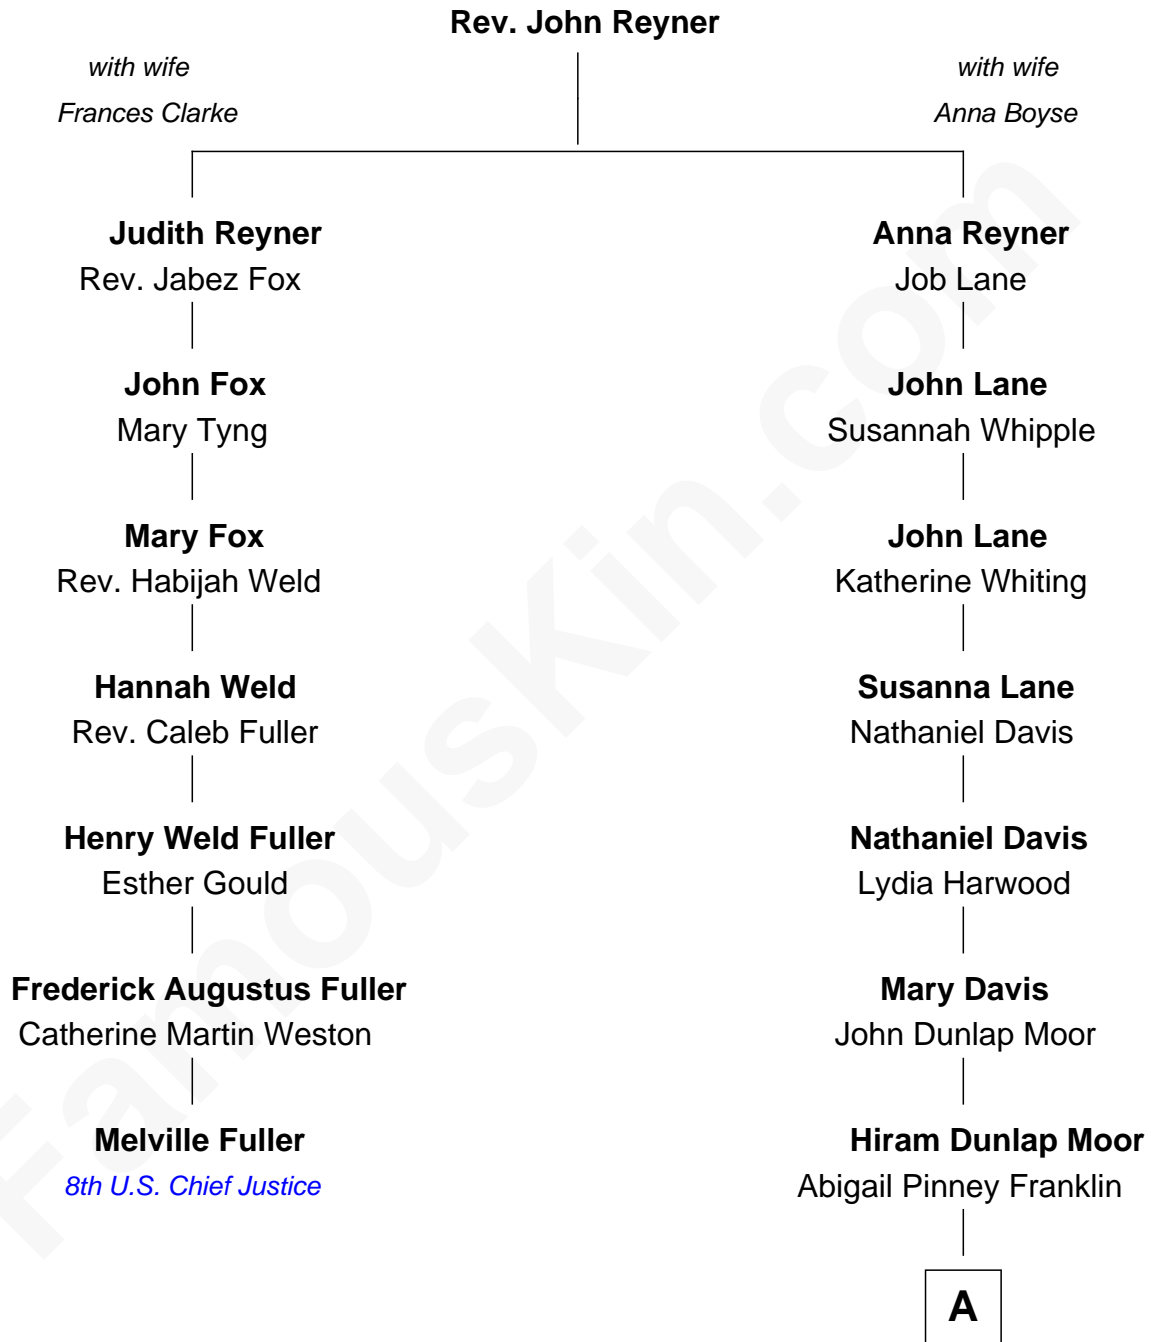 Rev. John Reyner
with wife
Frances Clarke
with wife
Anna Boyse
Judith Reyner
Rev. Jabez Fox
Anna Reyner
Job Lane
John Fox
Mary Tyng
John Lane
Susannah Whipple
Mary Fox
Rev. Habijah Weld
John Lane
Katherine Whiting
Hannah Weld
Rev. Caleb Fuller
Susanna Lane
Nathaniel Davis
Henry Weld Fuller
Esther Gould
Nathaniel Davis
Lydia Harwood
Frederick Augustus Fuller
Catherine Martin Weston
Mary Davis
John Dunlap Moor
Melville Fuller
8th U.S. Chief Justice
Hiram Dunlap Moor
Abigail Pinney Franklin
A
FamousKin.com